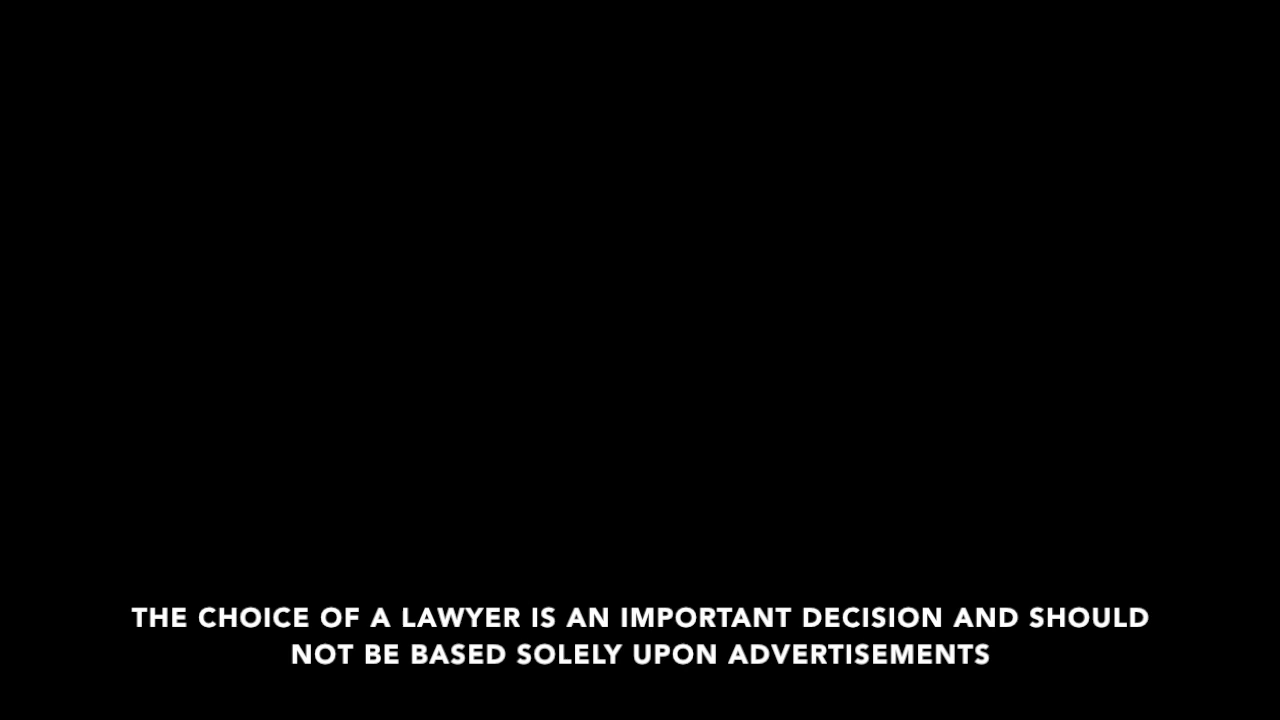 THE CHOICE OF A LAWYER IS AN IMPORTANT DECISION AND SHOULD
NOT BE BASED SOLELY UPON ADVERTISEMENTS